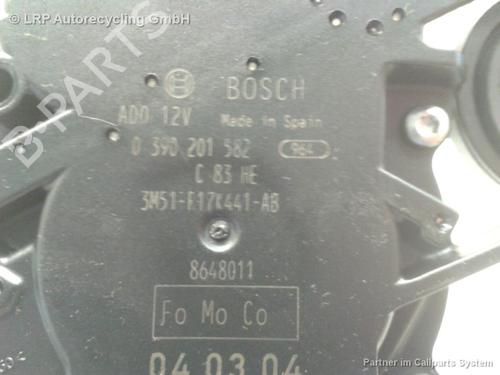 © LRP Autorecycling GmbH
B-PARTS
BOSCH
ADD 12V Made in Spain
0 390 201 582 964
C 83 HE
3M51-F17K441-AB
8648011
Fo Mo Co
04.03.04
Partner im Callparts System